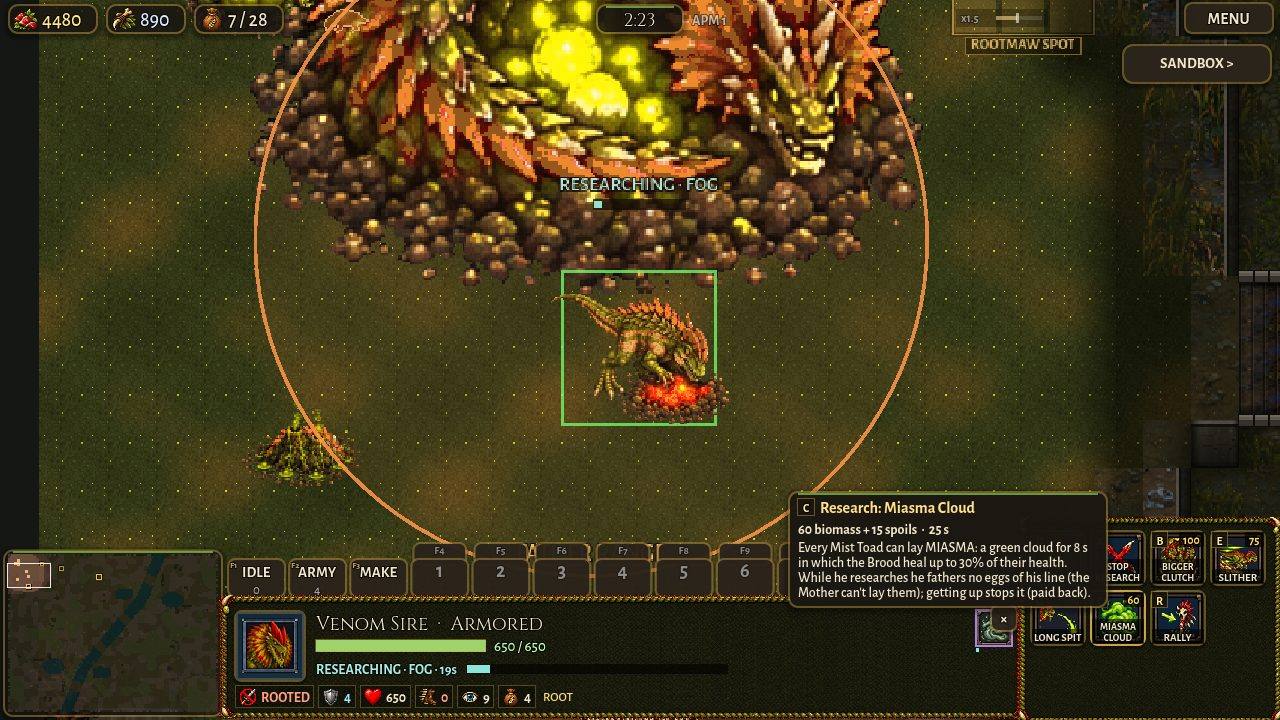 4480
890
7 / 28
2:23
APM 1
x1.5
ROOTMAW SPOT
MENU
SANDBOX >
RESEARCHING · FOG
C Research: Miasma Cloud
60 biomass + 15 spoils · 25 s
Every Mist Toad can lay MIASMA: a green cloud for 8 s
in which the Brood heal up to 30% of their health.
While he researches he fathers no eggs of his line (the
Mother can't lay them); getting up stops it (paid back).
F1 IDLE 0
F2 ARMY 4
F3 MAKE
F4 1
F5 2
F6 3
F7 4
F8 5
F9 6
VENOM SIRE · ARMORED
650 / 650
RESEARCHING · FOG · 19s
ROOTED
4
650
0
9
4
ROOT
×
STOP
B 100
BIGGER
CLUTCH
E 75
SLITHER
LONG SPIT
60
MIASMA
CLOUD
R
RALLY